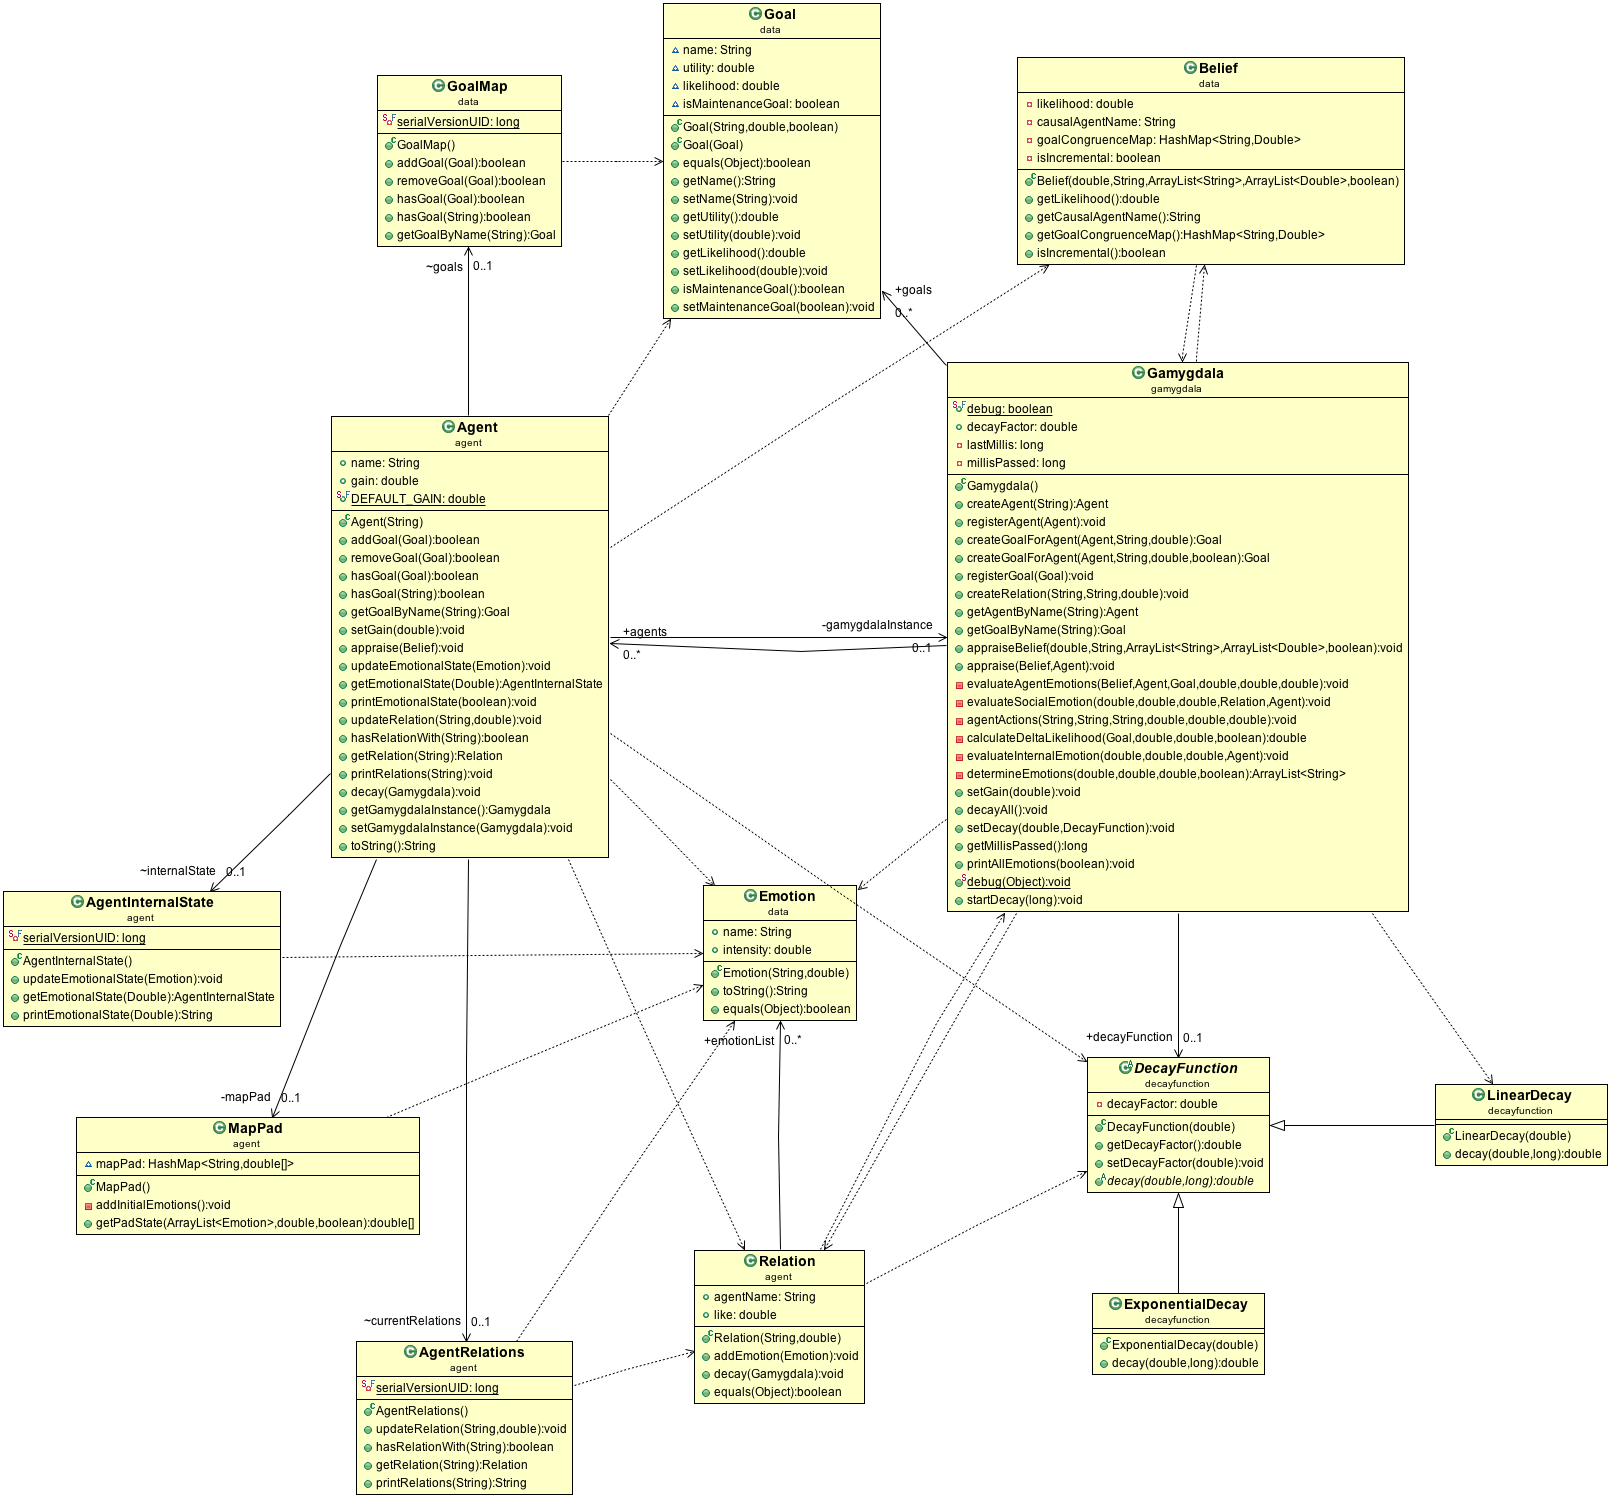 Goal
data
name: String
utility: double
likelihood: double
isMaintenanceGoal: boolean
Goal(String,double,boolean)
Goal(Goal)
equals(Object):boolean
getName():String
setName(String):void
getUtility():double
setUtility(double):void
getLikelihood():double
setLikelihood(double):void
isMaintenanceGoal():boolean
setMaintenanceGoal(boolean):void
GoalMap
data
serialVersionUID: long
GoalMap()
addGoal(Goal):boolean
removeGoal(Goal):boolean
hasGoal(Goal):boolean
hasGoal(String):boolean
getGoalByName(String):Goal
~goals
0..1
Belief
data
likelihood: double
causalAgentName: String
goalCongruenceMap: HashMap<String,Double>
isIncremental: boolean
Belief(double,String,ArrayList<String>,ArrayList<Double>,boolean)
getLikelihood():double
getCausalAgentName():String
getGoalCongruenceMap():HashMap<String,Double>
isIncremental():boolean
+goals
0..*
Gamygdala
gamygdala
debug: boolean
decayFactor: double
lastMillis: long
millisPassed: long
Gamygdala()
createAgent(String):Agent
registerAgent(Agent):void
createGoalForAgent(Agent,String,double):Goal
createGoalForAgent(Agent,String,double,boolean):Goal
registerGoal(Goal):void
createRelation(String,String,double):void
getAgentByName(String):Agent
getGoalByName(String):Goal
appraiseBelief(double,String,ArrayList<String>,ArrayList<Double>,boolean):void
appraise(Belief,Agent):void
evaluateAgentEmotions(Belief,Agent,Goal,double,double,double):void
evaluateSocialEmotion(double,double,double,Relation,Agent):void
agentActions(String,String,String,double,double,double):void
calculateDeltaLikelihood(Goal,double,double,boolean):double
evaluateInternalEmotion(double,double,double,Agent):void
determineEmotions(double,double,double,boolean):ArrayList<String>
setGain(double):void
decayAll():void
setDecay(double,DecayFunction):void
getMillisPassed():long
printAllEmotions(boolean):void
debug(Object):void
startDecay(long):void
Agent
agent
name: String
gain: double
DEFAULT_GAIN: double
Agent(String)
addGoal(Goal):boolean
removeGoal(Goal):boolean
hasGoal(Goal):boolean
hasGoal(String):boolean
getGoalByName(String):Goal
setGain(double):void
appraise(Belief):void
updateEmotionalState(Emotion):void
getEmotionalState(Double):AgentInternalState
printEmotionalState(boolean):void
updateRelation(String,double):void
hasRelationWith(String):boolean
getRelation(String):Relation
printRelations(String):void
decay(Gamygdala):void
getGamygdalaInstance():Gamygdala
setGamygdalaInstance(Gamygdala):void
toString():String
+agents
0..*
-gamygdalaInstance
0..1
~internalState
0..1
AgentInternalState
agent
serialVersionUID: long
AgentInternalState()
updateEmotionalState(Emotion):void
getEmotionalState(Double):AgentInternalState
printEmotionalState(Double):String
Emotion
data
name: String
intensity: double
Emotion(String,double)
toString():String
equals(Object):boolean
+emotionList
0..*
-mapPad
0..1
MapPad
agent
mapPad: HashMap<String,double[]>
MapPad()
addInitialEmotions():void
getPadState(ArrayList<Emotion>,double,boolean):double[]
+decayFunction
0..1
DecayFunction
decayfunction
decayFactor: double
DecayFunction(double)
getDecayFactor():double
setDecayFactor(double):void
decay(double,long):double
LinearDecay
decayfunction
LinearDecay(double)
decay(double,long):double
ExponentialDecay
decayfunction
ExponentialDecay(double)
decay(double,long):double
Relation
agent
agentName: String
like: double
Relation(String,double)
addEmotion(Emotion):void
decay(Gamygdala):void
equals(Object):boolean
~currentRelations
0..1
AgentRelations
agent
serialVersionUID: long
AgentRelations()
updateRelation(String,double):void
hasRelationWith(String):boolean
getRelation(String):Relation
printRelations(String):String